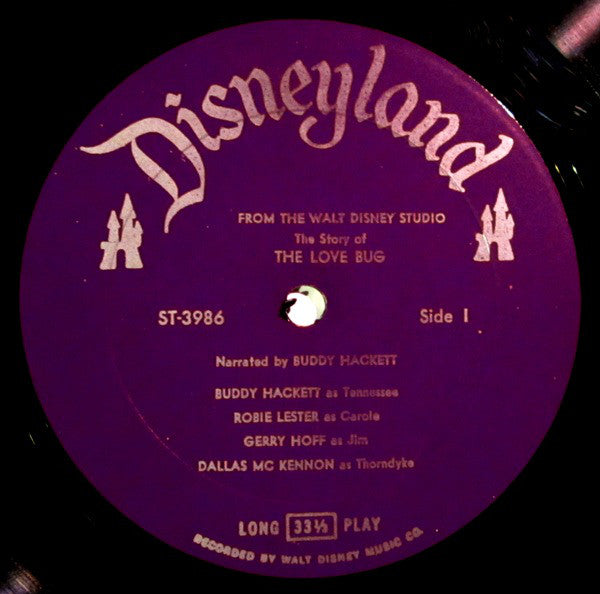 Disneyland
FROM THE WALT DISNEY STUDIO
The Story of
THE LOVE BUG
ST-3986 Side 1
Narrated by BUDDY HACKETT
BUDDY HACKETT as Tennessee
ROBIE LESTER as Carole
GERRY HOFF as Jim
DALLAS MC KENNON as Thorndyke
LONG 33⅓ PLAY
RECORDED BY WALT DISNEY MUSIC CO.